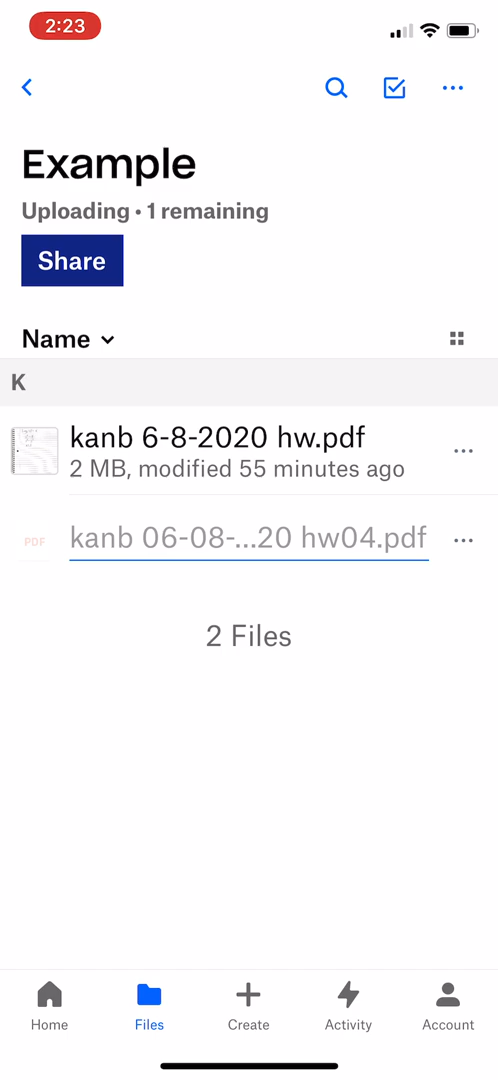 2:23
Example
Uploading • 1 remaining
Share
Name
K
kanb 6-8-2020 hw.pdf
2 MB, modified 55 minutes ago
PDF
kanb 06-08-...20 hw04.pdf
2 Files
Home Files Create Activity Account